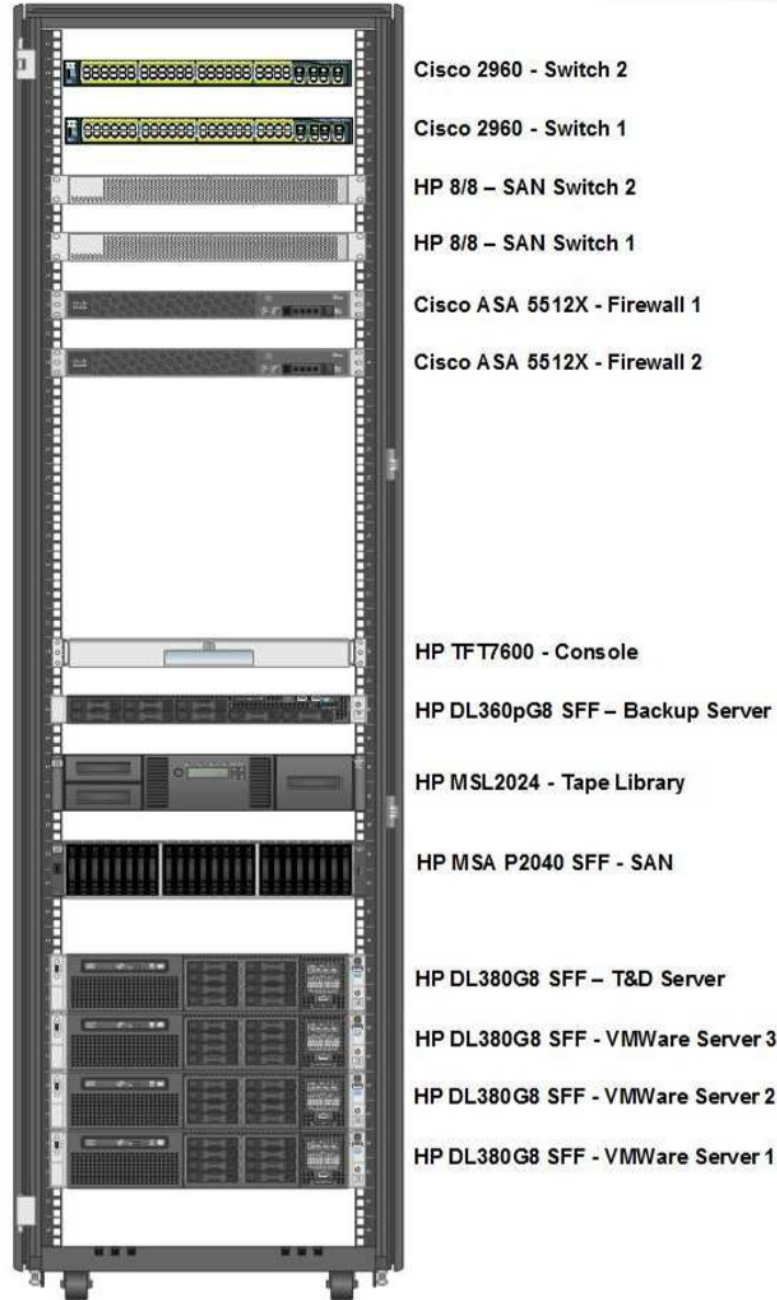 Cisco 2960 - Switch 2
Cisco 2960 - Switch 1
HP 8/8 – SAN Switch 2
HP 8/8 – SAN Switch 1
Cisco ASA 5512X - Firewall 1
Cisco ASA 5512X - Firewall 2
HP TFT7600 - Console
HP DL360pG8 SFF – Backup Server
HP MSL2024 - Tape Library
HP MSA P2040 SFF - SAN
HP DL380G8 SFF – T&D Server
HP DL380G8 SFF - VMWare Server 3
HP DL380G8 SFF - VMWare Server 2
HP DL380G8 SFF - VMWare Server 1